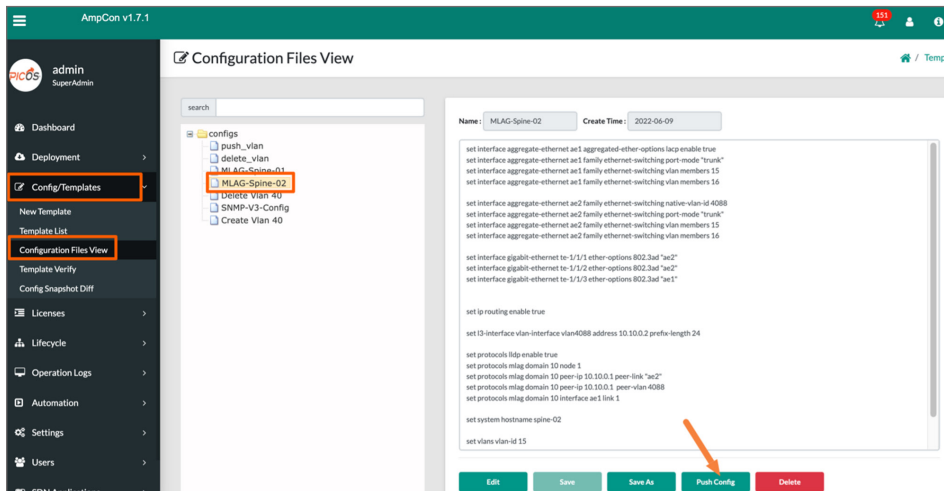 AmpCon v1.7.1
151
PICOS
admin
SuperAdmin
Configuration Files View
/ Temp
Dashboard
Deployment
Config/Templates
New Template
Template List
Configuration Files View
Template Verify
Config Snapshot Diff
Licenses
Lifecycle
Operation Logs
Automation
Settings
Users
SDN Applications
search
configs
push_vlan
delete_vlan
MLAG-Spine-01
MLAG-Spine-02
Delete Vlan 40
SNMP-V3-Config
Create Vlan 40
Name : MLAG-Spine-02 Create Time : 2022-06-09
set interface aggregate-ethernet ae1 aggregated-ether-options lacp enable true
set interface aggregate-ethernet ae1 family ethernet-switching port-mode "trunk"
set interface aggregate-ethernet ae1 family ethernet-switching vlan members 15
set interface aggregate-ethernet ae1 family ethernet-switching vlan members 16
set interface aggregate-ethernet ae2 family ethernet-switching native-vlan-id 4088
set interface aggregate-ethernet ae2 family ethernet-switching port-mode "trunk"
set interface aggregate-ethernet ae2 family ethernet-switching vlan members 15
set interface aggregate-ethernet ae2 family ethernet-switching vlan members 16
set interface gigabit-ethernet te-1/1/1 ether-options 802.3ad "ae2"
set interface gigabit-ethernet te-1/1/2 ether-options 802.3ad "ae2"
set interface gigabit-ethernet te-1/1/3 ether-options 802.3ad "ae1"
set ip routing enable true
set l3-interface vlan-interface vlan4088 address 10.10.0.2 prefix-length 24
set protocols lldp enable true
set protocols mlag domain 10 node 1
set protocols mlag domain 10 peer-ip 10.10.0.1 peer-link "ae2"
set protocols mlag domain 10 peer-ip 10.10.0.1 peer-vlan 4088
set protocols mlag domain 10 interface ae1 link 1
set system hostname spine-02
set vlans vlan-id 15
Edit Save Save As Push Config Delete